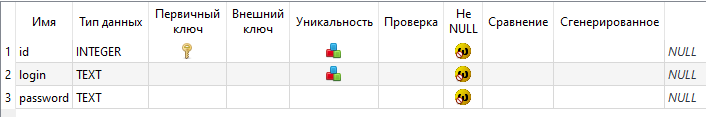 Имя Тип данных Первичный ключ Внешний ключ Уникальность Проверка Не NULL Сравнение Сгенерированное
1 id INTEGER NULL
2 login TEXT NULL
3 password TEXT NULL